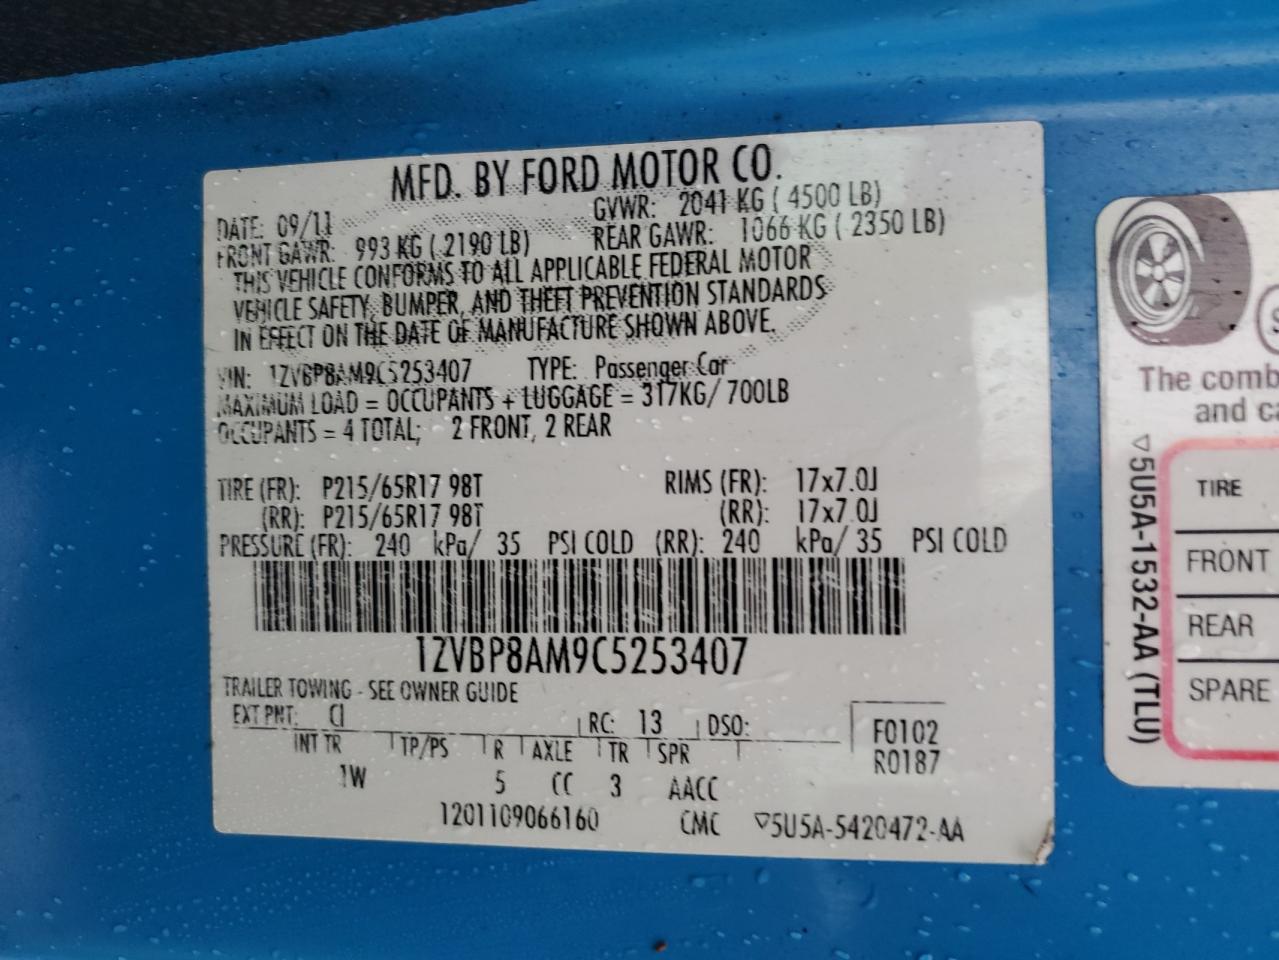 MFD. BY FORD MOTOR CO.
DATE: 09/11 GVWR: 2041 KG ( 4500 LB)
FRONT GAWR: 993 KG ( 2190 LB) REAR GAWR: 1066 KG ( 2350 LB)
THIS VEHICLE CONFORMS TO ALL APPLICABLE FEDERAL MOTOR
VEHICLE SAFETY, BUMPER, AND THEFT PREVENTION STANDARDS
IN EFFECT ON THE DATE OF MANUFACTURE SHOWN ABOVE.
VIN: 1ZVBP8AM9C5253407 TYPE: Passenger Car
MAXIMUM LOAD = OCCUPANTS + LUGGAGE = 317KG/ 700LB
OCCUPANTS = 4 TOTAL; 2 FRONT, 2 REAR
TIRE (FR): P215/65R17 98T RIMS (FR): 17x7.0J
(RR): P215/65R17 98T (RR): 17x7.0J
PRESSURE (FR): 240 kPa/ 35 PSI COLD (RR): 240 kPa/ 35 PSI COLD
1ZVBP8AM9C5253407
TRAILER TOWING - SEE OWNER GUIDE
EXT PNT: CI RC: 13 DSO: F0102
INT TR TP/PS R AXLE TR SPR R0187
1W 5 CC 3 AACC
1201109066160 CMC ▽5U5A-5420472-AA
The
and
▽5U5A-1532-AA (TLU)
TIRE
FRONT
REAR
SPARE